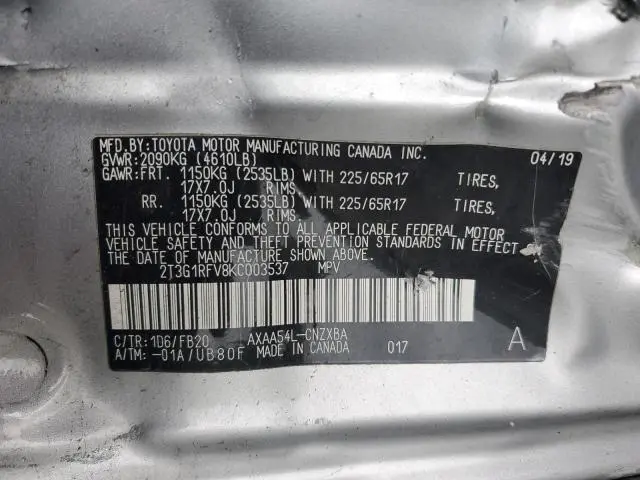 MFD.BY:TOYOTA MOTOR MANUFACTURING CANADA INC. 04/19
GVWR:2090KG (4610LB)
GAWR:FRT. 1150KG (2535LB) WITH 225/65R17 TIRES,
17X7.0J RIMS
RR. 1150KG (2535LB) WITH 225/65R17 TIRES,
17X7.0J RIMS
THIS VEHICLE CONFORMS TO ALL APPLICABLE FEDERAL MOTOR
VEHICLE SAFETY AND THEFT PREVENTION STANDARDS IN EFFECT
ON THE DATE OF MANUFACTURE SHOWN ABOVE.
2T3G1RFV8KC003537 MPV
C/TR:1D6/FB20 AXAA54L-CNZXBA
A/TM:-01A/UB80F MADE IN CANADA 017 A